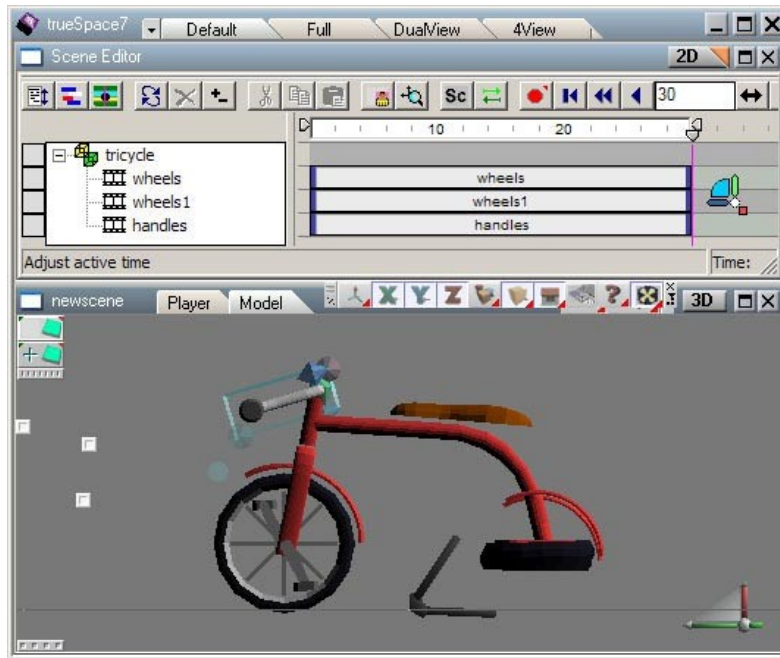 trueSpace7 Default Full DualView 4View
Scene Editor 2D
Sc 30
10 20
tricycle
wheels wheels
wheels1 wheels1
handles handles
Adjust active time Time:
newscene Player Model X Y Z ? 3D